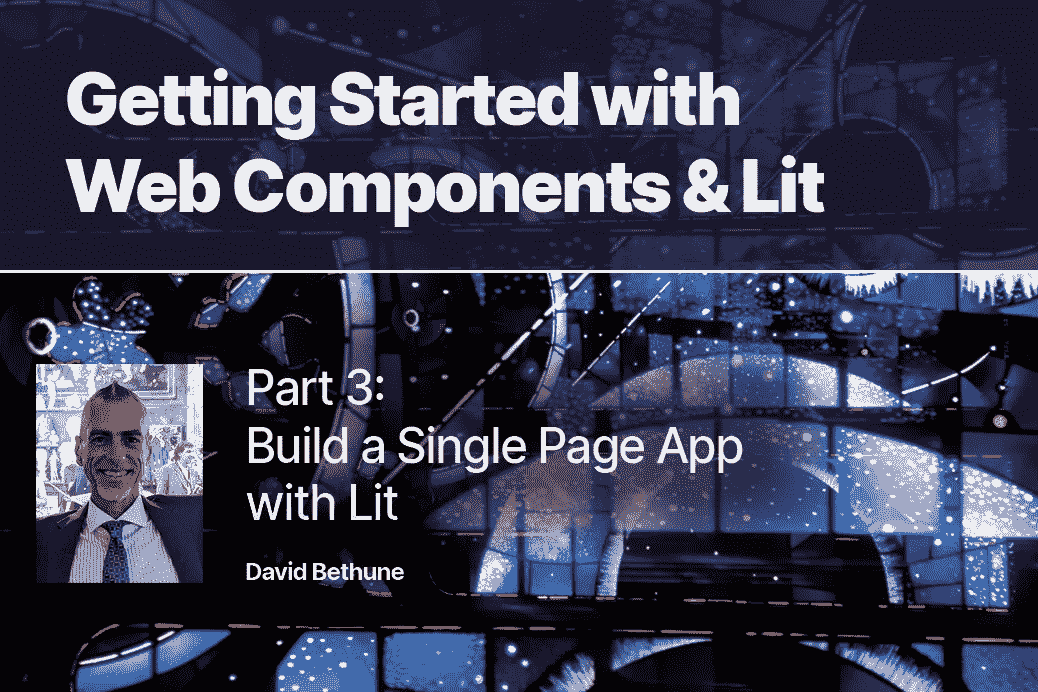 Getting Started with
Web Components & Lit
Part 3:
Build a Single Page App
with Lit
David Bethune